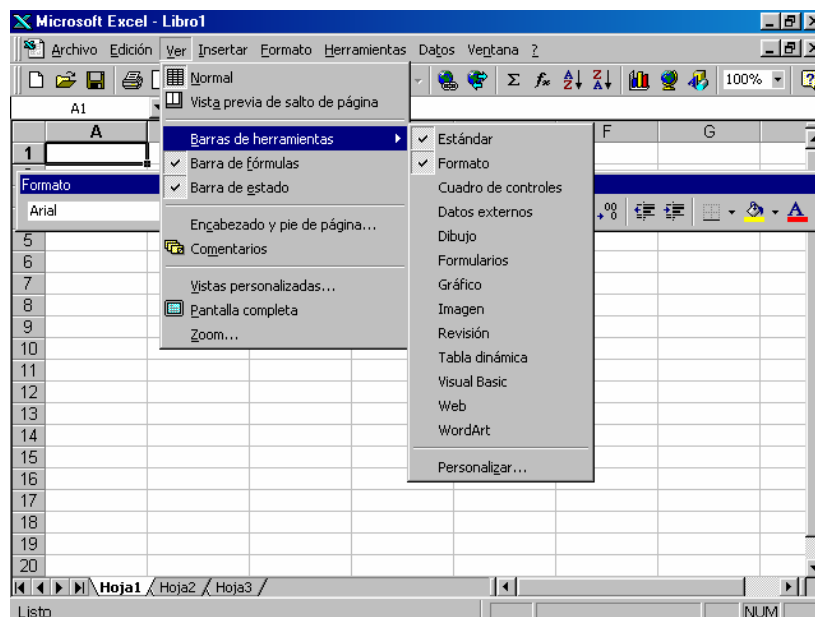 Microsoft Excel - Libro1
Archivo Edición Ver Insertar Formato Herramientas Datos Ventana ?
Σ fx A Z Z A 100% ?
A1
Normal
Vista previa de salto de página
Barras de herramientas
Barra de fórmulas
Barra de estado
Encabezado y pie de página...
Comentarios
Vistas personalizadas...
Pantalla completa
Zoom...
Estándar
Formato
Cuadro de controles
Datos externos
Dibujo
Formularios
Gráfico
Imagen
Revisión
Tabla dinámica
Visual Basic
Web
WordArt
Personalizar...
A F G
1
Formato
Arial ,00 0 A
5
6
7
8
9
10
11
12
13
14
15
16
17
18
19
20
Hoja1 Hoja2 Hoja3
Listo NUM